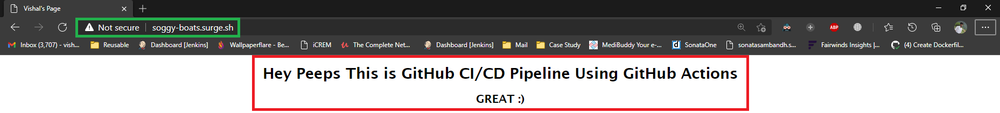 Vishal's Page
Not secure soggy-boats.surge.sh ABP
Inbox (3,707) - vish... Reusable Dashboard [Jenkins] Wallpaperflare - Be... iCREM The Complete Net... Dashboard [Jenkins] Mail Case Study MediBuddy Your e-... SonataOne sonatasambandh.s... Fairwinds Insights |... (4) Create Dockerfil...
Hey Peeps This is GitHub CI/CD Pipeline Using GitHub Actions
GREAT :)